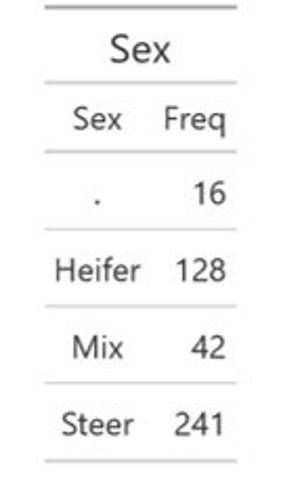 Sex
Sex Freq
. 16
Heifer 128
Mix 42
Steer 241